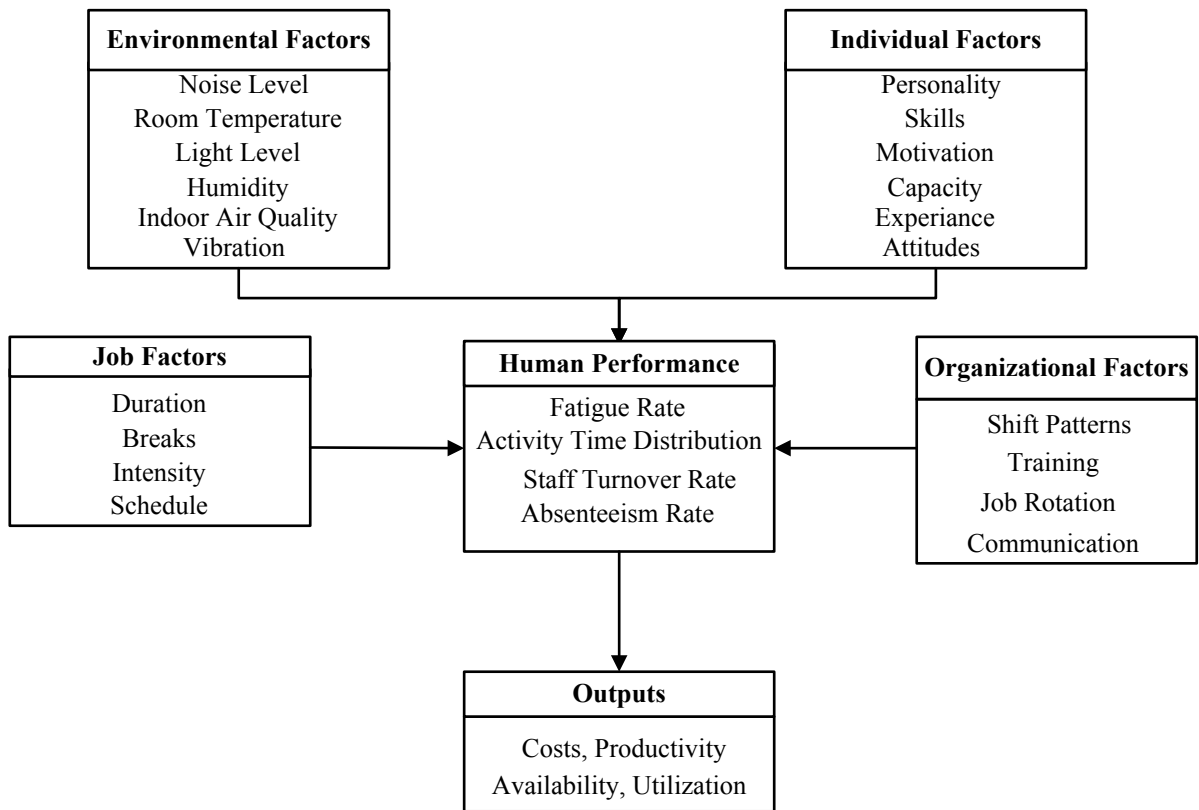 Environmental Factors
Noise Level
Room Temperature
Light Level
Humidity
Indoor Air Quality
Vibration
Individual Factors
Personality
Skills
Motivation
Capacity
Experiance
Attitudes
Job Factors
Duration
Breaks
Intensity
Schedule
Human Performance
Fatigue Rate
Activity Time Distribution
Staff Turnover Rate
Absenteeism Rate
Organizational Factors
Shift Patterns
Training
Job Rotation
Communication
Outputs
Costs, Productivity
Availability, Utilization